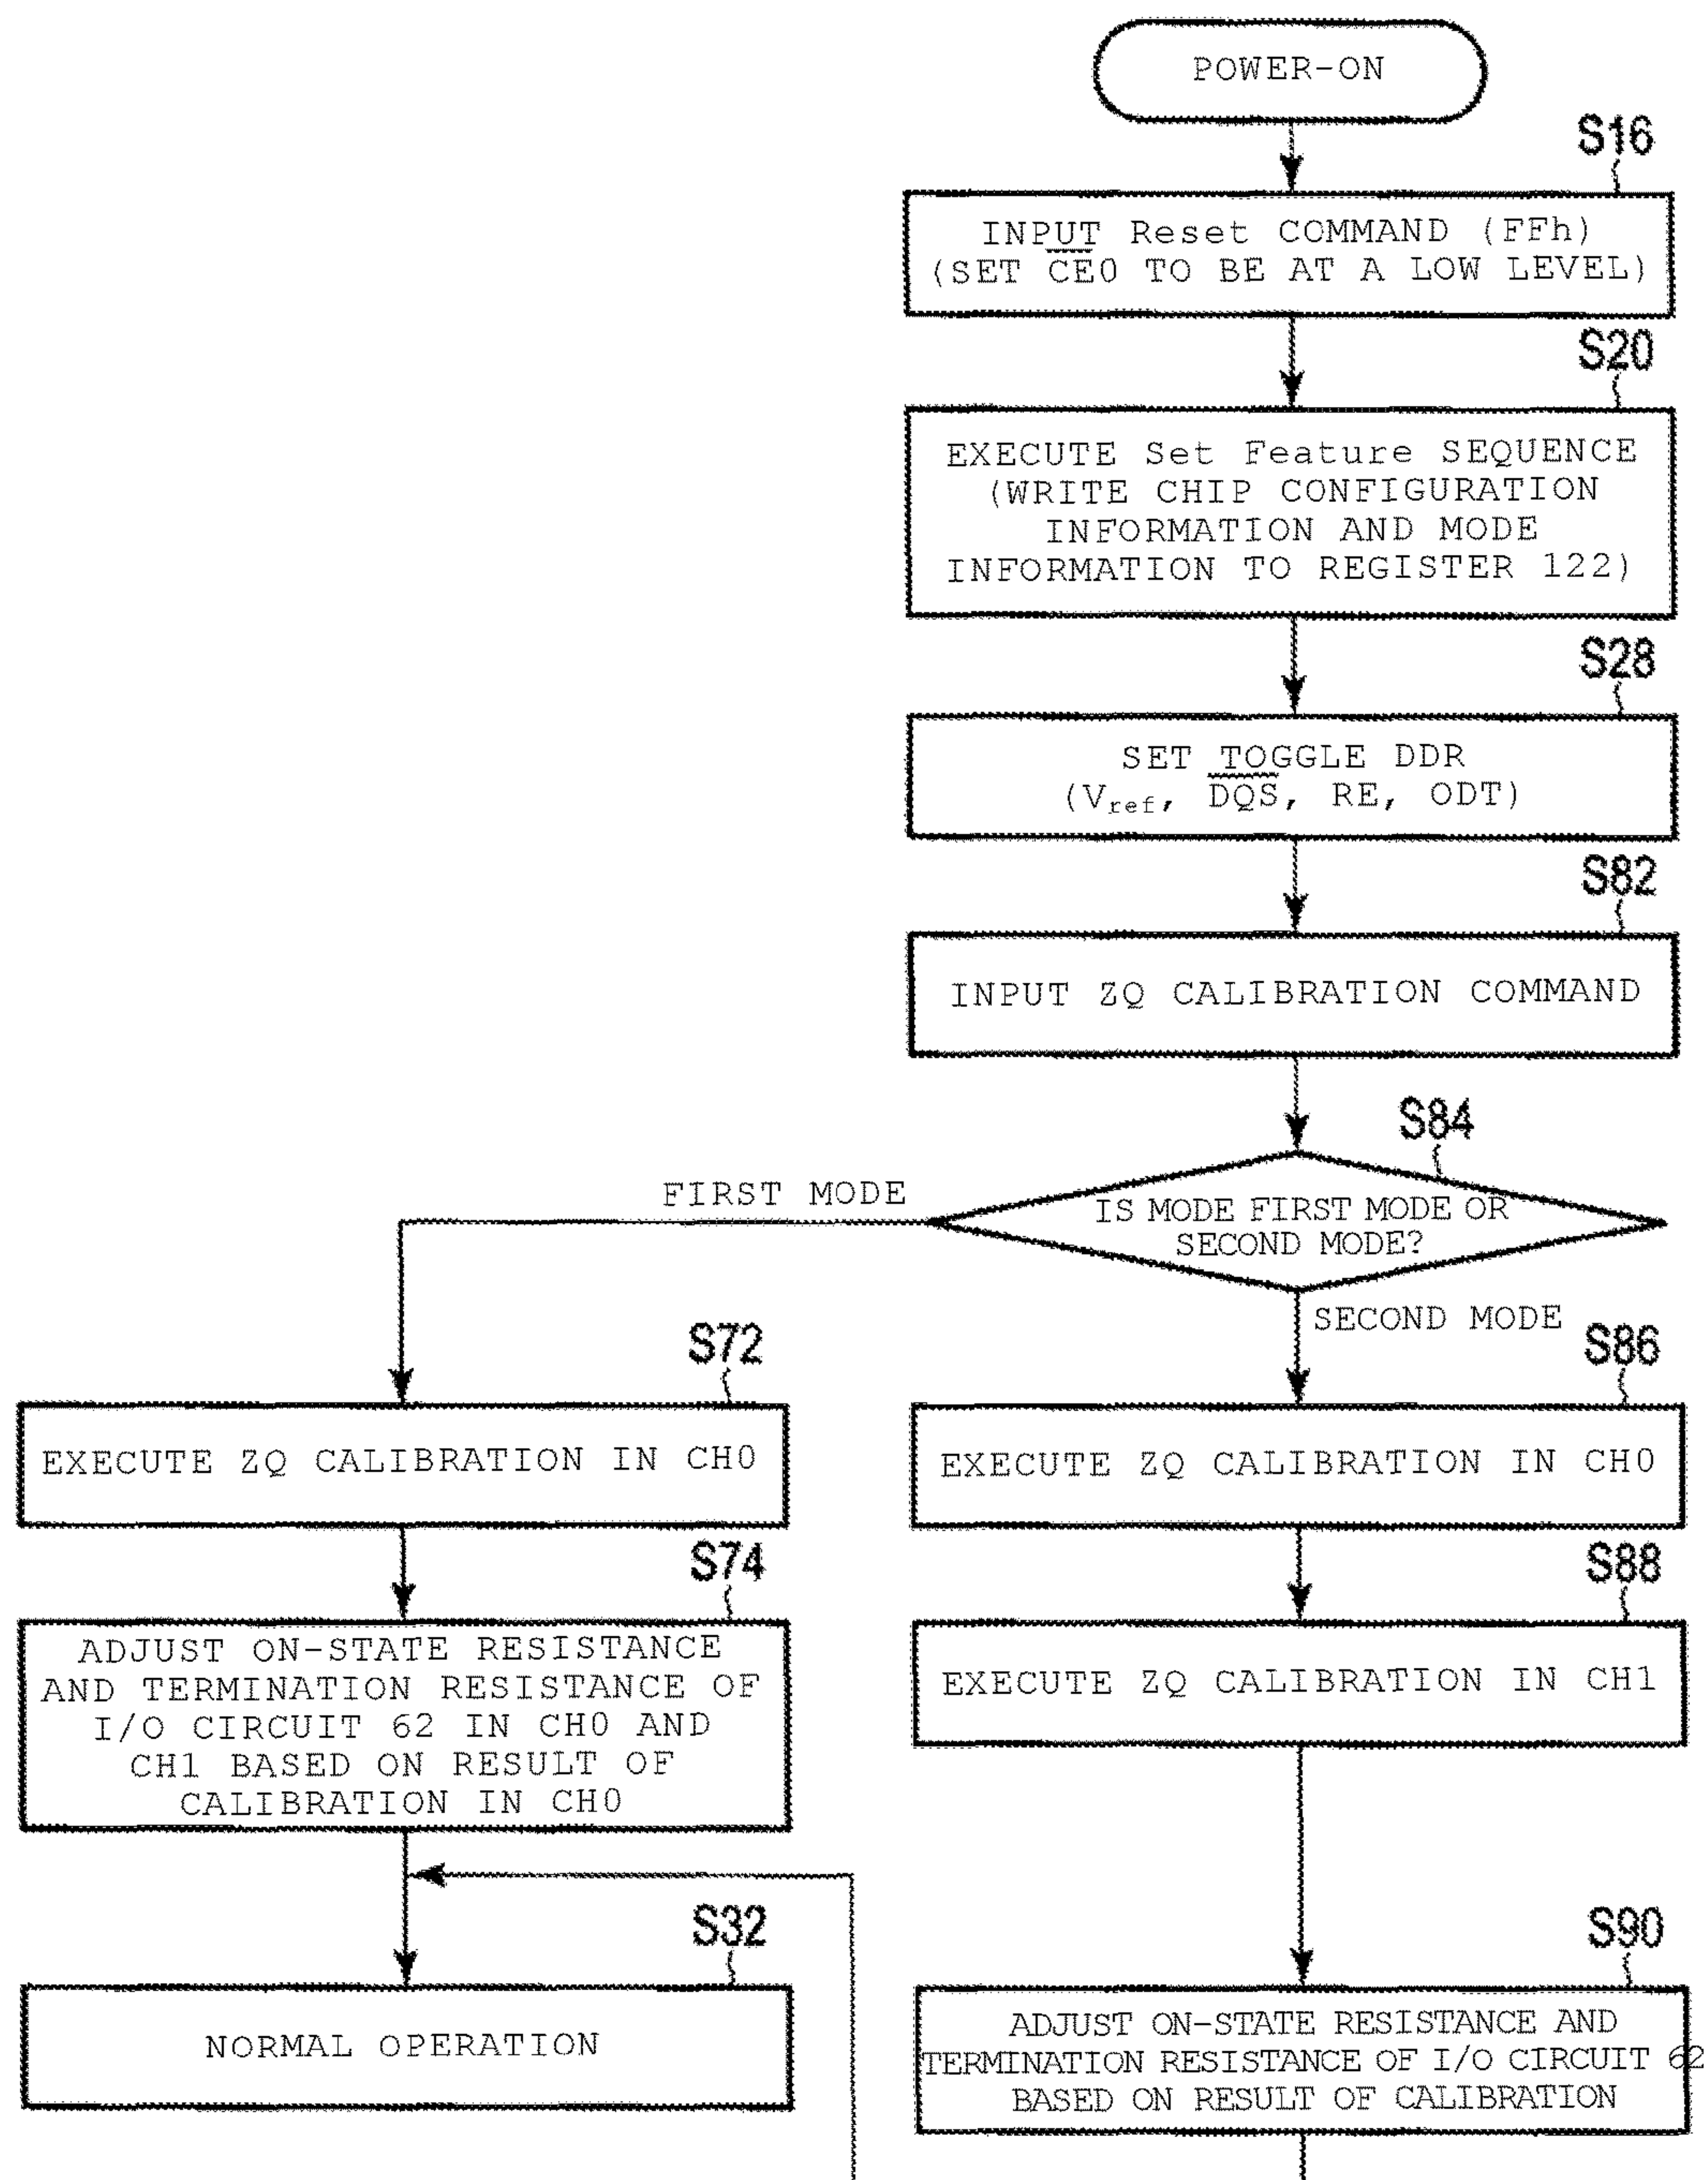 POWER-ON
S16
INPUT Reset COMMAND (FFh)
(SET C̅E̅0 TO BE AT A LOW LEVEL)
S20
EXECUTE Set Feature SEQUENCE
(WRITE CHIP CONFIGURATION
INFORMATION AND MODE
INFORMATION TO REGISTER 122)
S28
SET TOGGLE DDR
(Vref, D̅Q̅S̅, RE, ODT)
S82
INPUT ZQ CALIBRATION COMMAND
S84
IS MODE FIRST MODE OR
SECOND MODE?
FIRST MODE
SECOND MODE
S72
EXECUTE ZQ CALIBRATION IN CH0
S74
ADJUST ON-STATE RESISTANCE
AND TERMINATION RESISTANCE OF
I/O CIRCUIT 62 IN CH0 AND
CH1 BASED ON RESULT OF
CALIBRATION IN CH0
S32
NORMAL OPERATION
S86
EXECUTE ZQ CALIBRATION IN CH0
S88
EXECUTE ZQ CALIBRATION IN CH1
S90
ADJUST ON-STATE RESISTANCE AND
TERMINATION RESISTANCE OF I/O CIRCUIT 62
BASED ON RESULT OF CALIBRATION